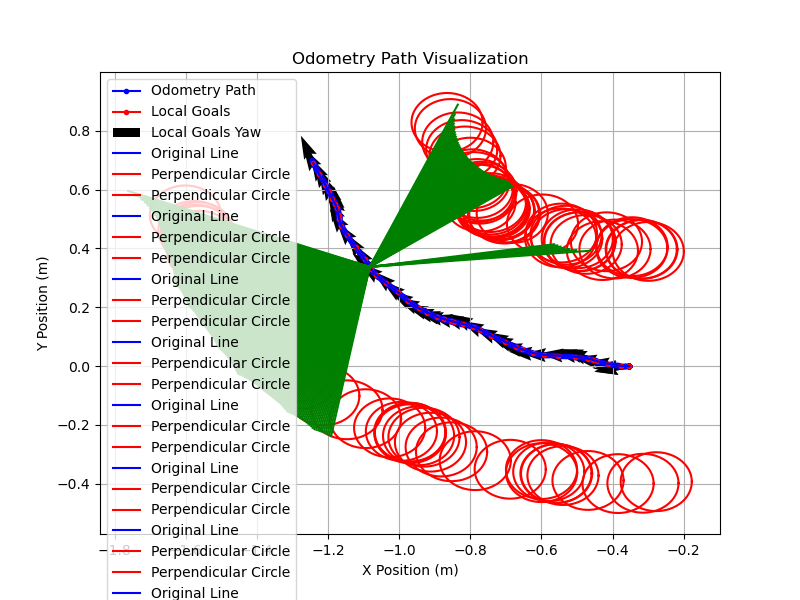 Odometry Path Visualization
Odometry Path
Local Goals
Local Goals Yaw
Original Line
Perpendicular Circle
Perpendicular Circle
Original Line
Perpendicular Circle
Perpendicular Circle
Original Line
Perpendicular Circle
Perpendicular Circle
Original Line
Perpendicular Circle
Perpendicular Circle
Original Line
Perpendicular Circle
Perpendicular Circle
Original Line
Perpendicular Circle
Perpendicular Circle
Original Line
Perpendicular Circle
Perpendicular Circle
Original Line
0.8
0.6
0.4
0.2
0.0
−0.2
−0.4
Y Position (m)
−1.8
−1.2
−1.0
−0.8
−0.6
−0.4
−0.2
X Position (m)